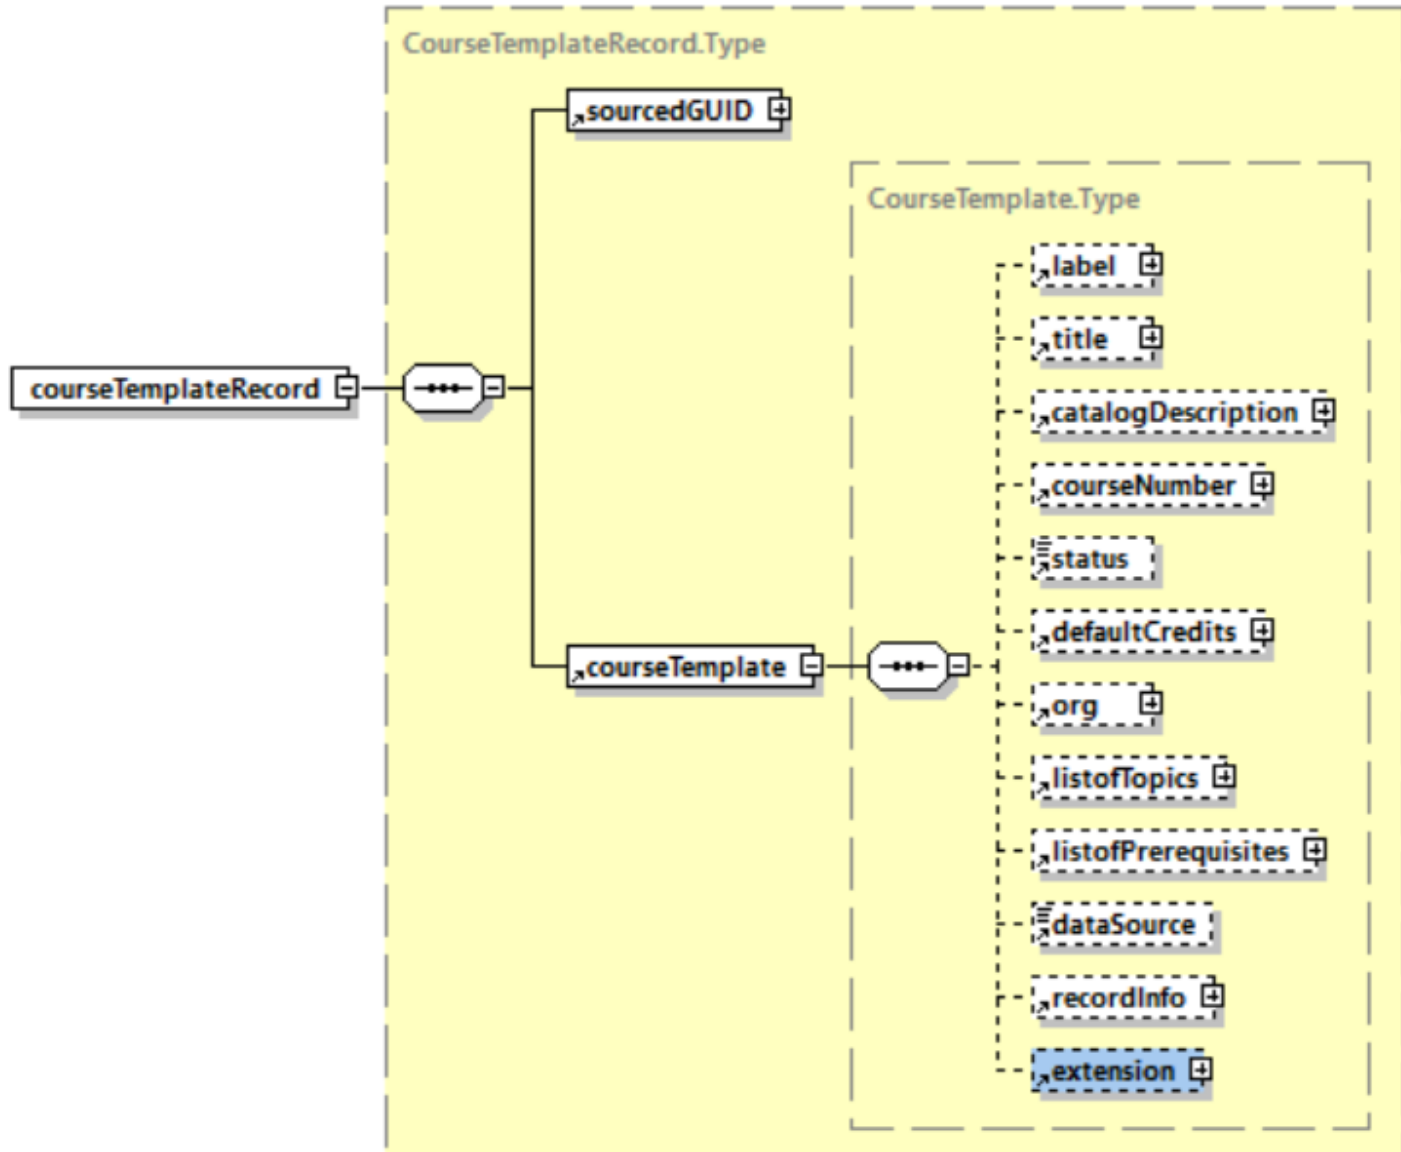 CourseTemplateRecord.Type
sourcedGUID
CourseTemplate.Type
label
title
courseTemplateRecord
catalogDescription
courseNumber
status
defaultCredits
courseTemplate
org
listofTopics
listofPrerequisites
dataSource
recordInfo
extension